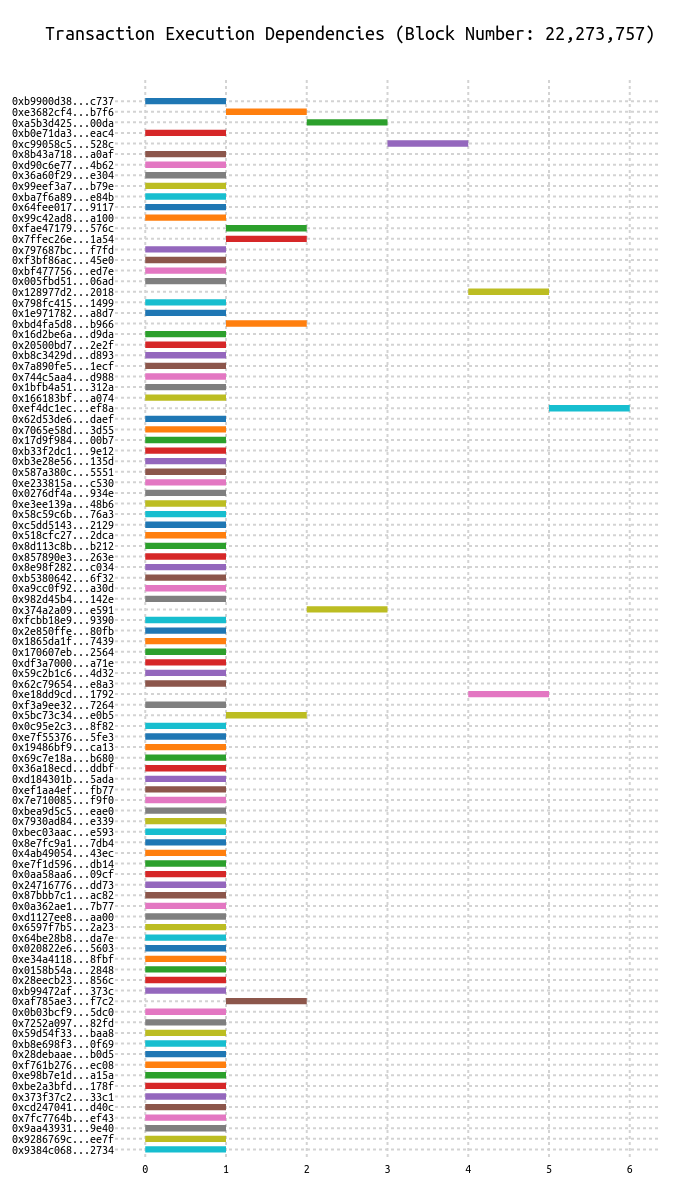 Transaction Execution Dependencies (Block Number: 22,273,757)
0xb9900d38...c737
0xe3682cf4...b7f6
0xa5b3d425...00da
0xb0e71da3...eac4
0xc99058c5...528c
0x8b43a718...a0af
0xd90c6e77...4b62
0x36a60f29...e304
0x99eef3a7...b79e
0xba7f6a89...e84b
0x64fee017...9117
0x99c42ad8...a100
0xfae47179...576c
0x7ffec26e...1a54
0x797687bc...f7fd
0xf3bf86ac...45e0
0xbf477756...ed7e
0x005fbd51...06ad
0x128977d2...2018
0x798fc415...1499
0x1e971782...a8d7
0xbd4fa5d8...b966
0x16d2be6a...d9da
0x20500bd7...2e2f
0xb8c3429d...d893
0x7a890fe5...1ecf
0x744c5aa4...d988
0x1bfb4a51...312a
0x166183bf...a074
0xef4dc1ec...ef8a
0x62d53de6...daef
0x7065e58d...3d55
0x17d9f984...00b7
0xb33f2dc1...9e12
0xb3e28e56...135d
0x587a380c...5551
0xe233815a...c530
0x0276df4a...934e
0xe3ee139a...48b6
0x58c59c6b...76a3
0xc5dd5143...2129
0x518cfc27...2dca
0x8d113c8b...b212
0x857890e3...263e
0x8e98f282...c034
0xb5380642...6f32
0xa9cc0f92...a30d
0x982d45b4...142e
0x374a2a09...e591
0xfcbb18e9...9390
0x2e850ffe...80fb
0x1865da1f...7439
0x170607eb...2564
0xdf3a7000...a71e
0x59c2b1c6...4d32
0x62c79654...e8a3
0xe18dd9cd...1792
0xf3a9ee32...7264
0x5bc73c34...e0b5
0x0c95e2c3...8f82
0xe7f55376...5fe3
0x19486bf9...ca13
0x69c7e18a...b680
0x36a18ecd...ddbf
0xd184301b...5ada
0xef1aa4ef...fb77
0x7e710085...f9f0
0xbea9d5c5...eae0
0x7930ad84...e339
0xbec03aac...e593
0x8e7fc9a1...7db4
0x4ab49054...43ec
0xe7f1d596...db14
0x0aa58aa6...09cf
0x24716776...dd73
0x87bbb7c1...ac82
0x0a362ae1...7b77
0xd1127ee8...aa00
0x6597f7b5...2a23
0x64be28b8...da7e
0x020822e6...5603
0xe34a4118...8fbf
0x0158b54a...2848
0x28eecb23...856c
0xb99472af...373c
0xaf785ae3...f7c2
0x0b03bcf9...5dc0
0x7252a097...82fd
0x59d54f33...baa8
0xb8e698f3...0f69
0x28debaae...b0d5
0xf761b276...ec08
0xe98b7e1d...a15a
0xbe2a3bfd...178f
0x373f37c2...33c1
0xcd247041...d40c
0x7fc7764b...ef43
0x9aa43931...9e40
0x9286769c...ee7f
0x9384c068...2734
0 1 2 3 4 5 6